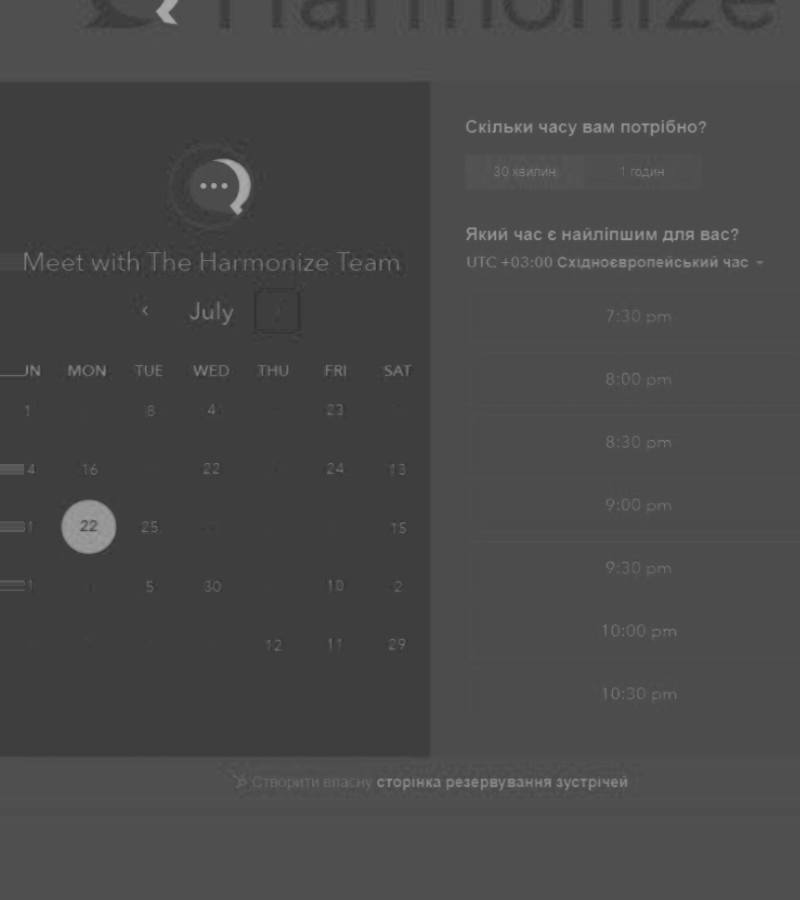 Harmonize
Meet with The Harmonize Team
‹ July
MON TUE WED THU FRI SAT
1 8 4 23
4 16 22 24 13
1 22 25 15
1 5 30 10 2
12 11 29
Скільки часу вам потрібно?
30 хвилин 1 годин
Який час є найліпшим для вас?
UTC +03:00 Східноєвропейський час
7:30 pm
8:00 pm
8:30 pm
9:00 pm
9:30 pm
10:00 pm
10:30 pm
Створити власну сторінка резервування зустрічей